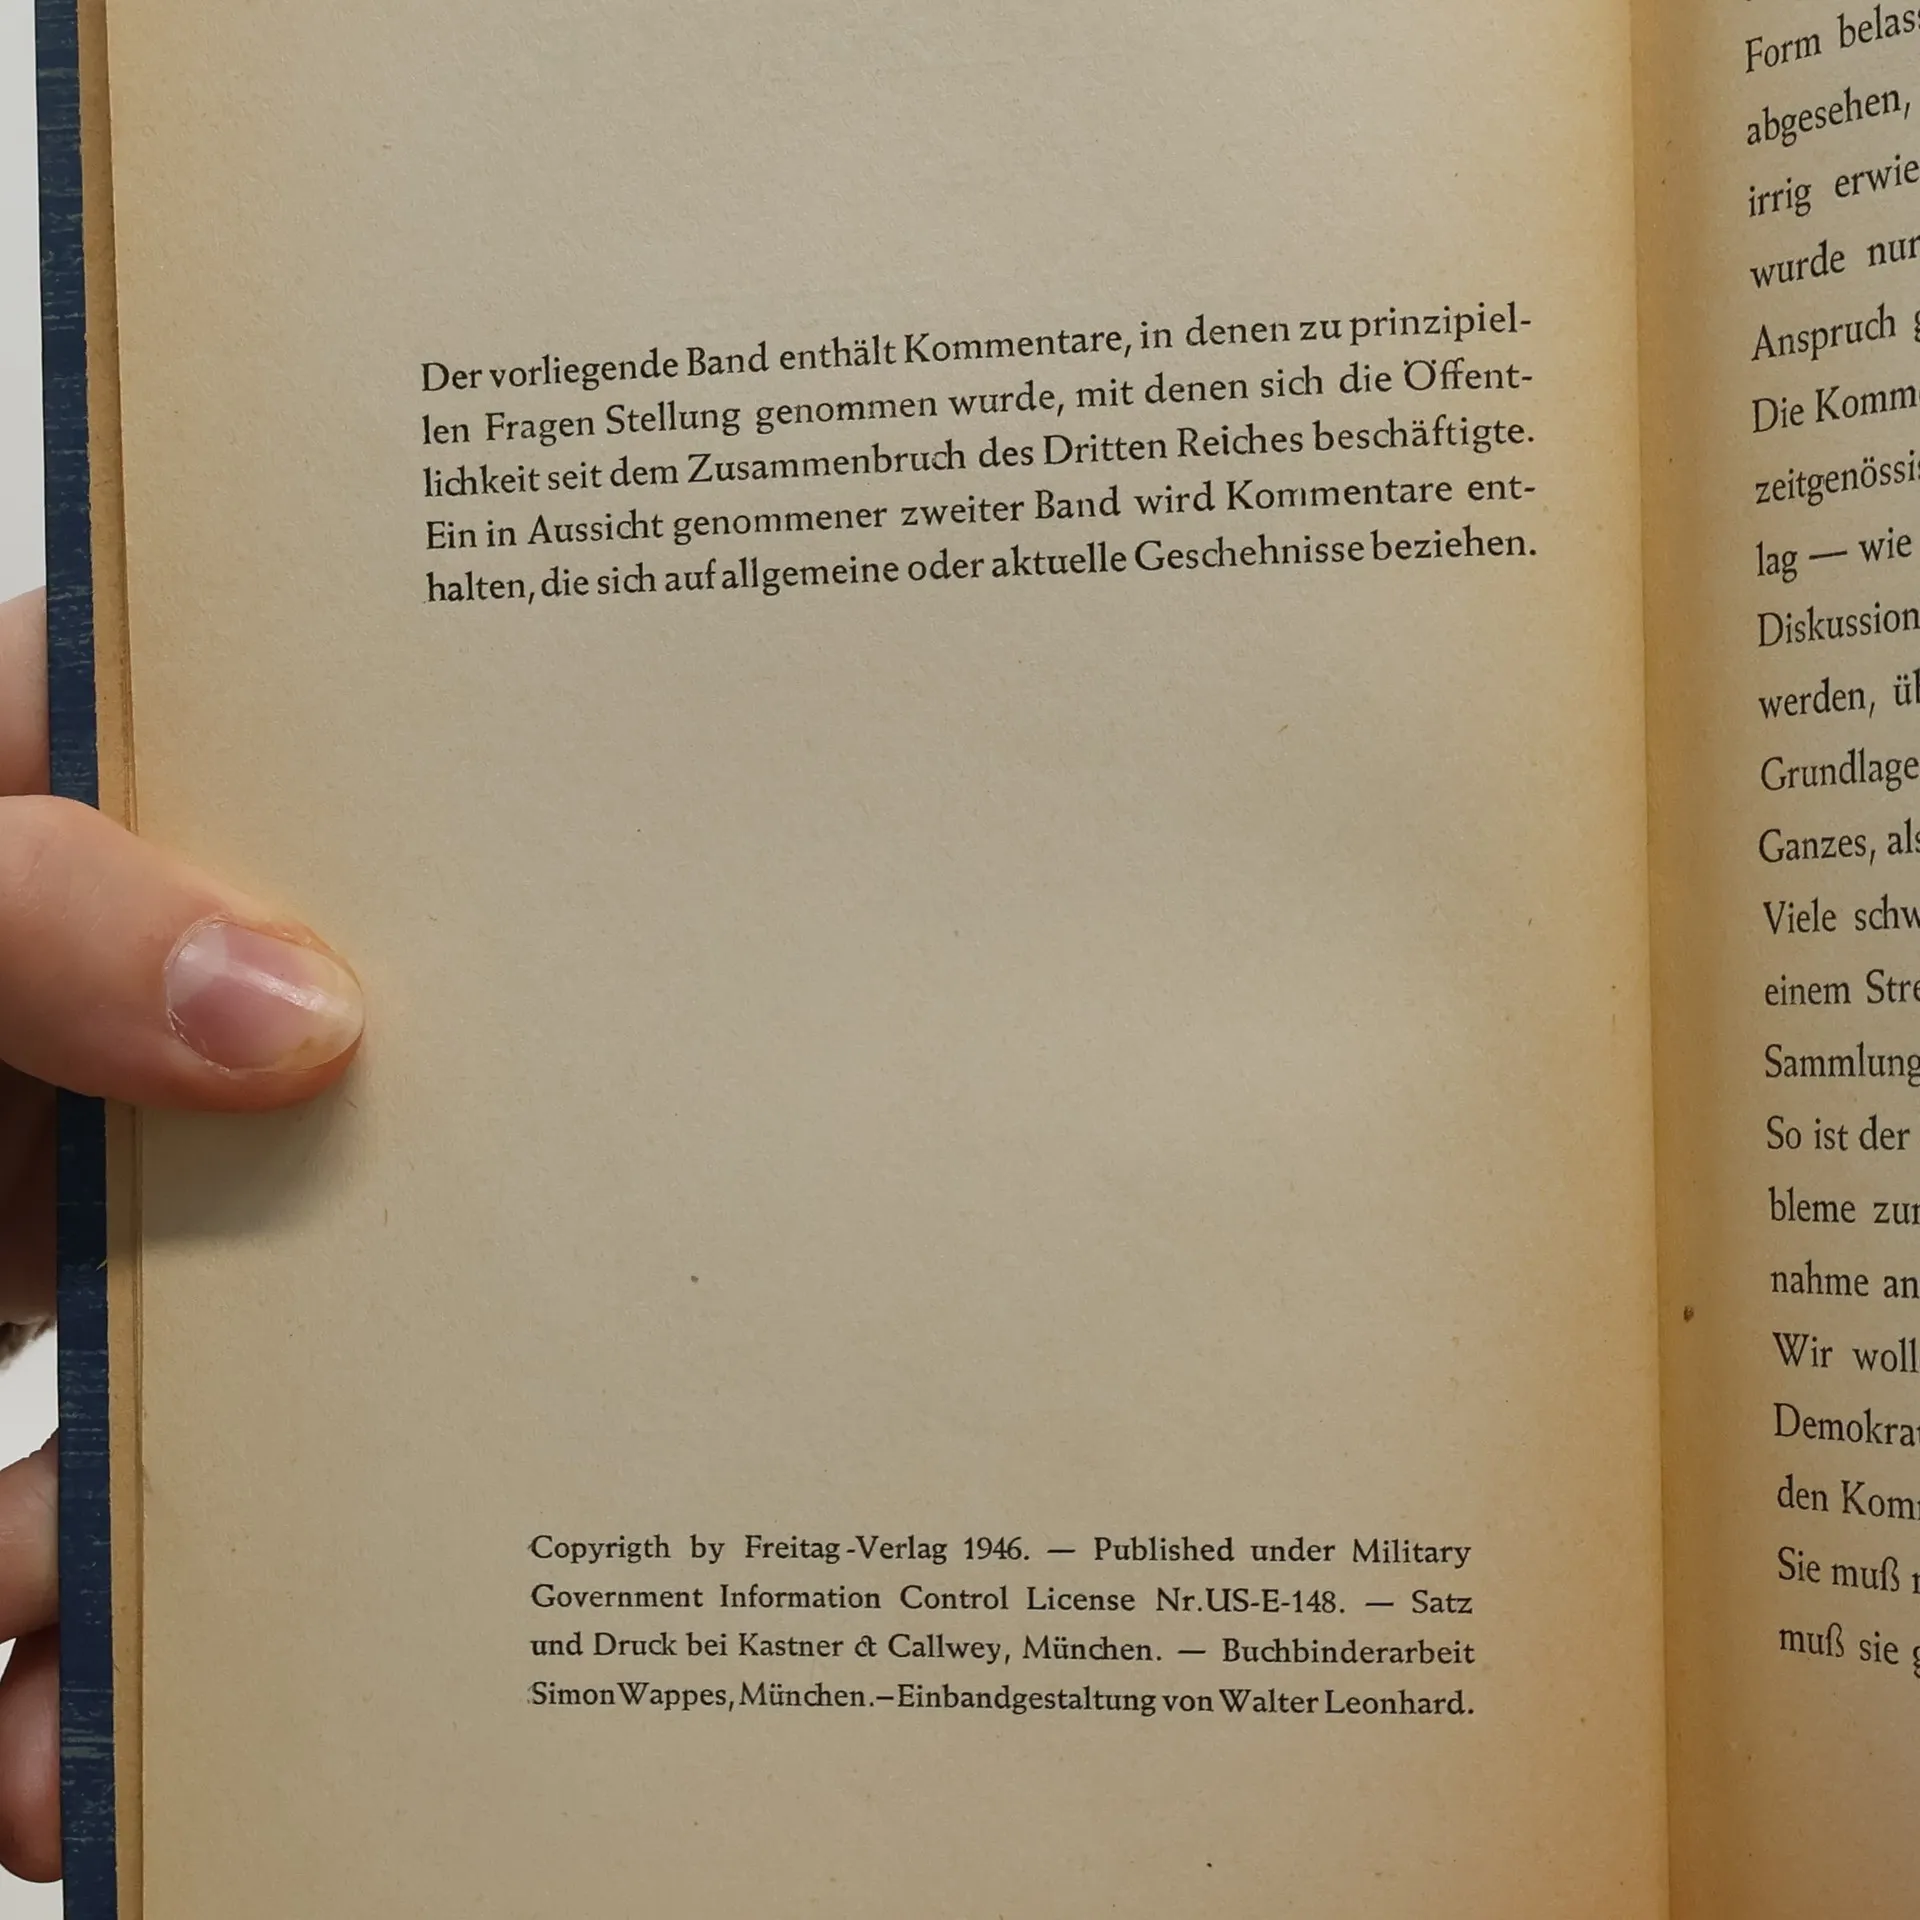 Der vorliegende Band enthält Kommentare, in denen zu prinzipiel-
len Fragen Stellung genommen wurde, mit denen sich die Öffent-
lichkeit seit dem Zusammenbruch des Dritten Reiches beschäftigte.
Ein in Aussicht genommener zweiter Band wird Kommentare ent-
halten, die sich auf allgemeine oder aktuelle Geschehnisse beziehen.
Copyrigth by Freitag-Verlag 1946. — Published under Military
Government Information Control License Nr.US-E-148. — Satz
und Druck bei Kastner & Callwey, München. — Buchbinderarbeit
Simon Wappes, München.–Einbandgestaltung von Walter Leonhard.
Form
abgesehen,
irrig
wurde
Anspruch
Die
lag — wie
Diskussion
werden,
Grundlage
Ganzes,
Viele
einem
Sammlung
So ist der
bleme
nahme an
Wir
den
Sie muß
muß sie